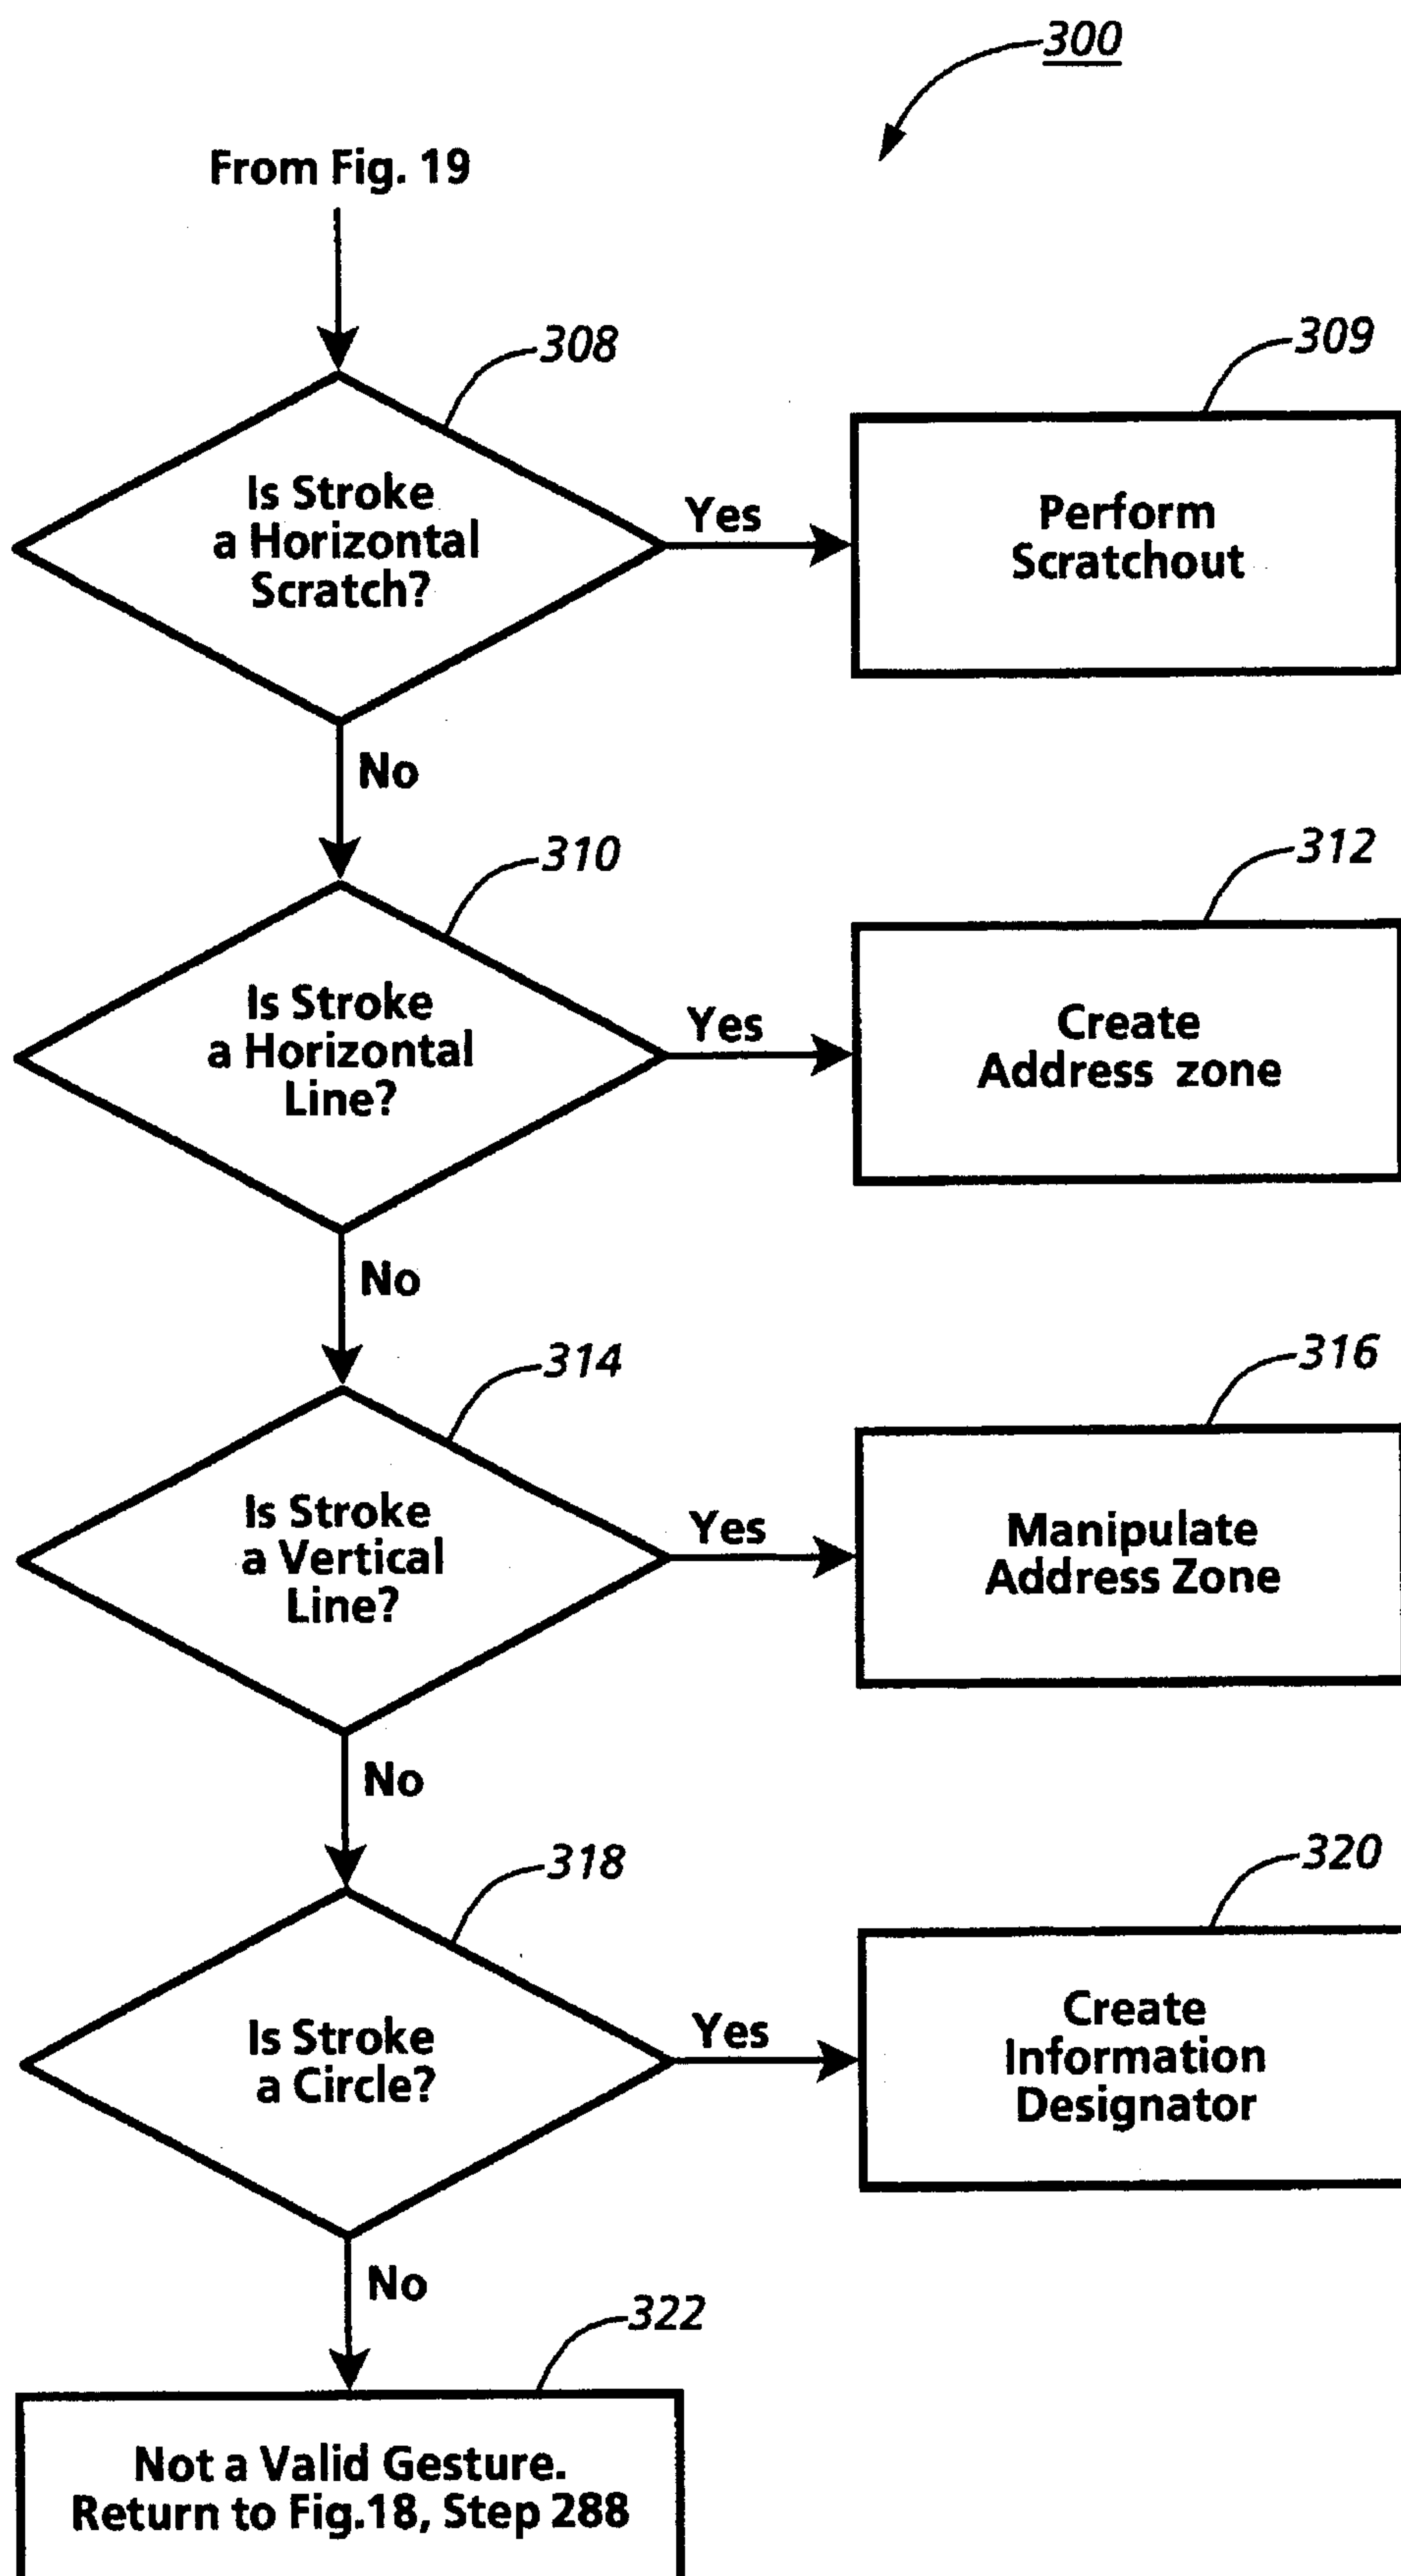 300
From Fig. 19
308
309
Is Stroke
a Horizontal
Scratch?
Yes
Perform
Scratchout
No
310
312
Is Stroke
a Horizontal
Line?
Yes
Create
Address zone
No
314
316
Is Stroke
a Vertical
Line?
Yes
Manipulate
Address Zone
No
318
320
Is Stroke
a Circle?
Yes
Create
Information
Designator
No
322
Not a Valid Gesture.
Return to Fig.18, Step 288